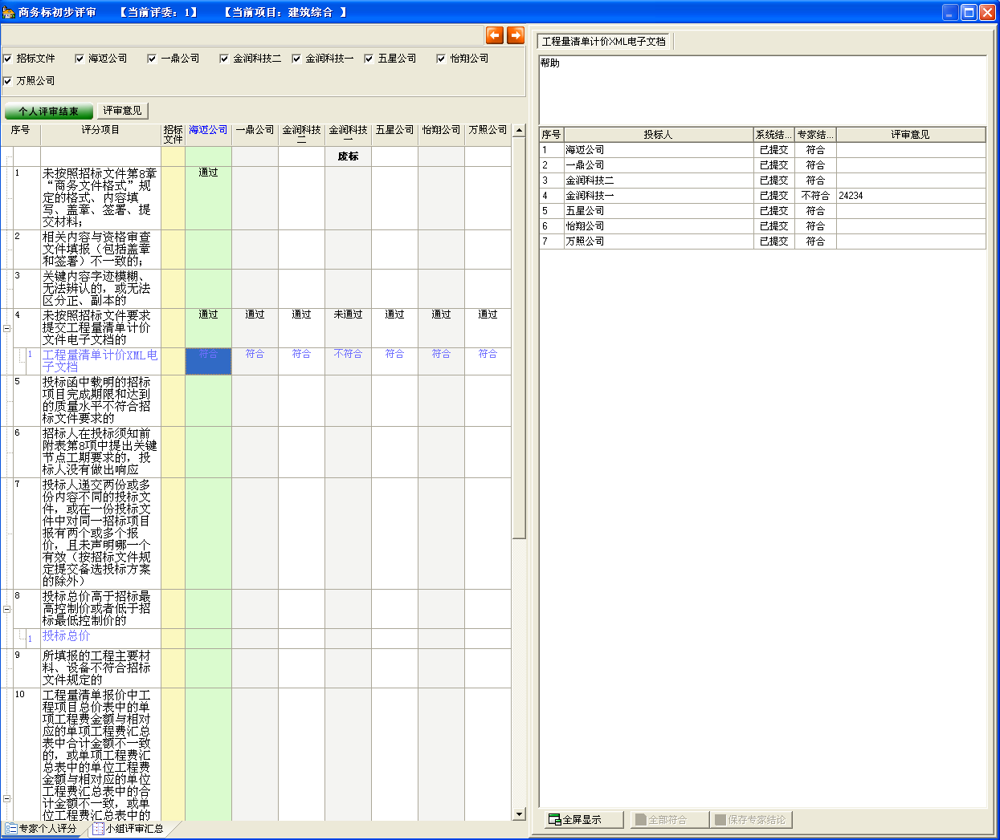 商务标初步评审 【当前评委：1】 【当前项目：建筑综合 】
招标文件 海迈公司 一鼎公司 金润科技二 金润科技一 五星公司 怡翔公司
万照公司
个人评审结束 评审意见
序号 评分项目 招标文件 海迈公司 一鼎公司 金润科技二 金润科技一 五星公司 怡翔公司 万照公司
废标
1 未按照招标文件第8章 通过
“商务文件格式”规
定的格式、内容填
写、盖章、签署、提
交材料；
2 相关内容与资格审查
文件填报（包括盖章
和签署）不一致的；
3 关键内容字迹模糊、
无法辨认的，或无法
区分正、副本的
4 未按照招标文件要求 通过 通过 通过 未通过 通过 通过 通过
提交工程量清单计价
文件电子文档的
1 工程量清单计价XML电 符合 符合 符合 不符合 符合 符合 符合
子文档
5 投标函中载明的招标
项目完成期限和达到
的质量水平不符合招
标文件要求的
6 招标人在投标须知前
附表第8项中提出关键
节点工期要求的，投
标人没有做出响应
7 投标人递交两份或多
份内容不同的投标文
件，或在一份投标文
件中对同一招标项目
报有两个或多个报
价，且未声明哪一个
有效（按招标文件规
定提交备选投标方案
的除外）
8 投标总价高于招标最
高控制价或者低于招
标最低控制价的
1 投标总价
9 所填报的工程主要材
料、设备不符合招标
文件规定的
10 工程量清单报价中工
程项目总价表中的单
项工程费金额与相对
应的单项工程费汇总
表中合计金额不一致
的，或单项工程费汇
总表中的单位工程费
金额与相对应的单位
工程费汇总表中的合
计金额不一致，或单
位工程费汇总表中的
专家个人评分 小组评审汇总
工程量清单计价XML电子文档
帮助
序号 投标人 系统结... 专家结... 评审意见
1 海迈公司 已提交 符合
2 一鼎公司 已提交 符合
3 金润科技二 已提交 符合
4 金润科技一 已提交 不符合 24234
5 五星公司 已提交 符合
6 怡翔公司 已提交 符合
7 万照公司 已提交 符合
全屏显示 全部符合 保存专家结论